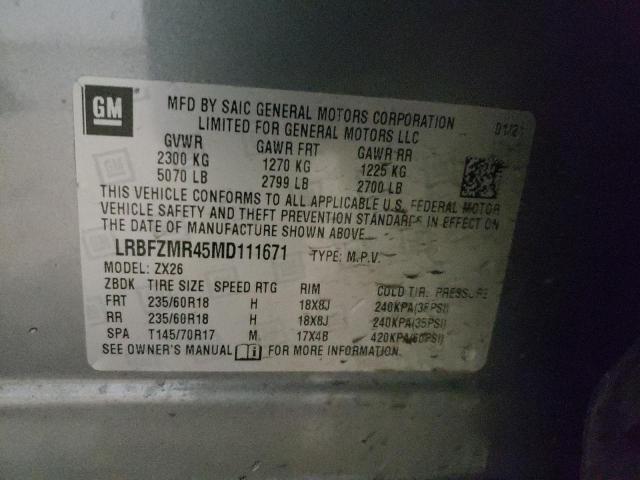 GM
MFD BY SAIC GENERAL MOTORS CORPORATION
LIMITED FOR GENERAL MOTORS LLC
01/21
GVWR GAWR FRT GAWR RR
2300 KG 1270 KG 1225 KG
5070 LB 2799 LB 2700 LB
THIS VEHICLE CONFORMS TO ALL APPLICABLE U.S. FEDERAL MOTOR
VEHICLE SAFETY AND THEFT PREVENTION STANDARDS IN EFFECT ON
THE DATE OF MANUFACTURE SHOWN ABOVE.
LRBFZMR45MD111671 TYPE: M.P.V.
MODEL: ZX26
ZBDK TIRE SIZE SPEED RTG RIM COLD TIRE PRESSURE
FRT 235/60R18 H 18X8J 240KPA(35PSI)
RR 235/60R18 H 18X8J 240KPA(35PSI)
SPA T145/70R17 M 17X4B 420KPA(60PSI)
SEE OWNER'S MANUAL FOR MORE INFORMATION.